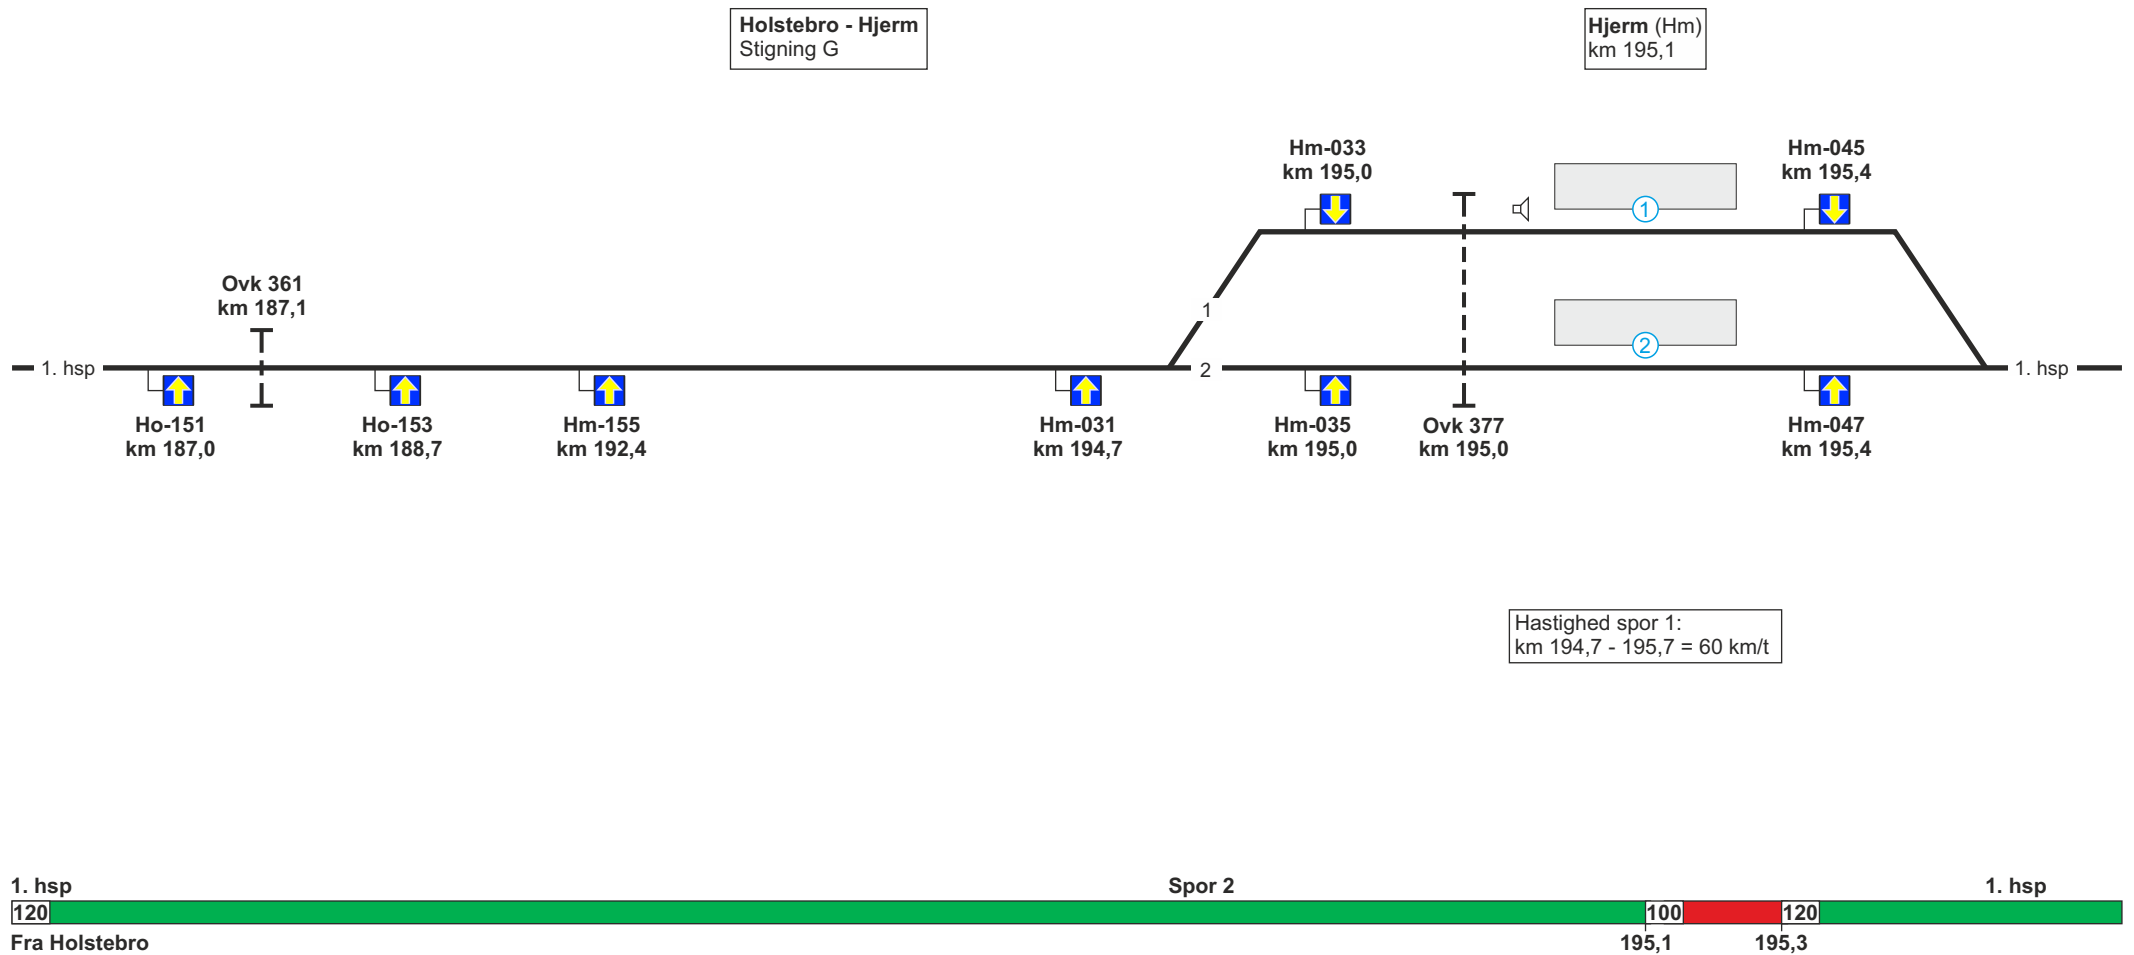 Holstebro - Hjerm
Stigning G
Hjerm (Hm)
km 195,1
Hm-033
km 195,0
Hm-045
km 195,4
1
Ovk 361
km 187,1
1
2
1. hsp
2
1. hsp
Ho-151
km 187,0
Ho-153
km 188,7
Hm-155
km 192,4
Hm-031
km 194,7
Hm-035
km 195,0
Ovk 377
km 195,0
Hm-047
km 195,4
Hastighed spor 1:
km 194,7 - 195,7 = 60 km/t
1. hsp
Spor 2
1. hsp
120
100
120
Fra Holstebro
195,1
195,3